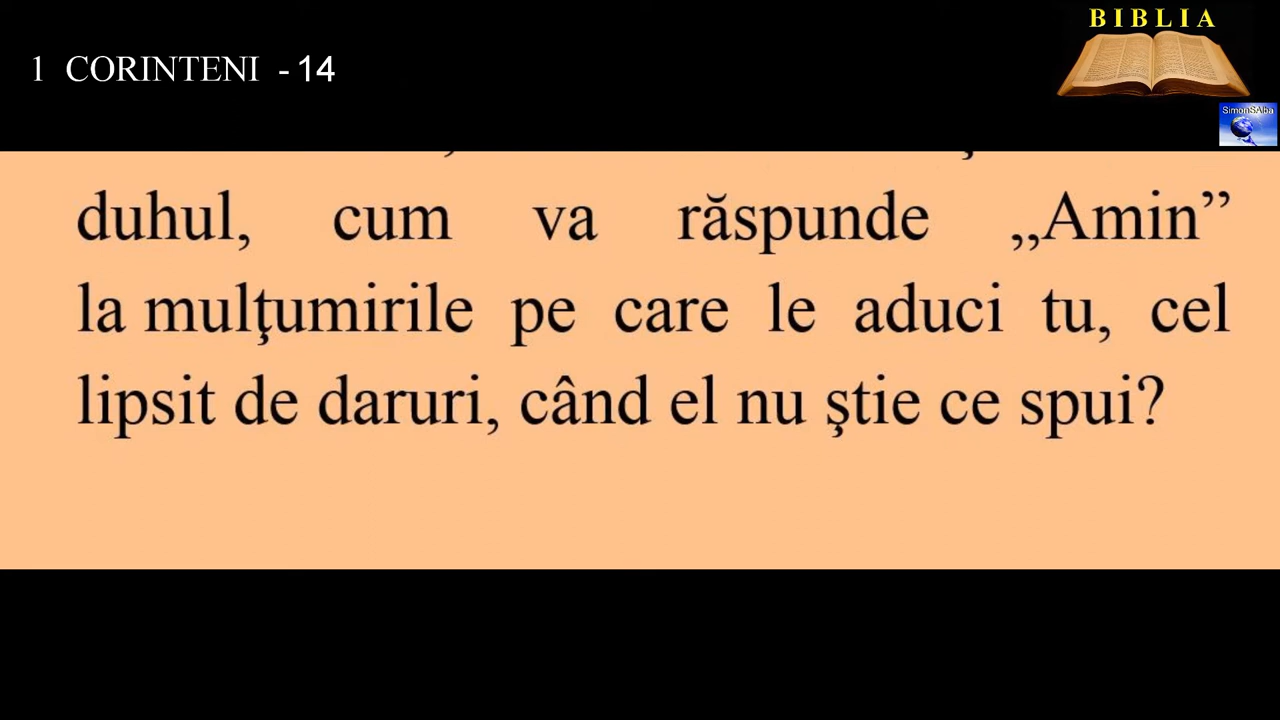 BIBLIA
1 CORINTENI - 14
SimonSAlba
duhul, cum va răspunde „Amin”
la mulţumirile pe care le aduci tu, cel
lipsit de daruri, când el nu ştie ce spui?